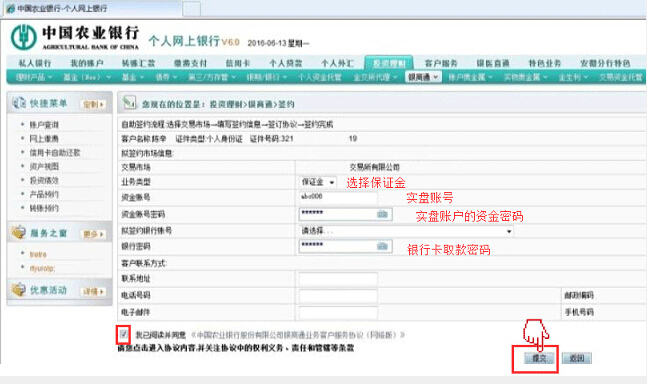 中国农业银行-个人网上银行
中国农业银行 个人网上银行 V6.0 2016-06-13 星期一
AGRICULTURAL BANK OF CHINA
私人银行 我的账户 转账汇款 缴费支付 信用卡 个人贷款 个人外汇 投资理财 客户服务 银医直通 特色业务 安徽分行特色
理财产品 基金(New) 基金 债券 第三方存管 银期/银行 个人资金托管 金交所代理 银商通 账户贵金属 实物贵金属 金生利 交易资金托管
快捷菜单 定制
您现在的位置是：投资理财>银商通>签约
账户查询
网上缴费
信用卡自助还款
资产视图
投资绩效
产品预约
转账预约
服务之窗 更多
tretre
rtyuiotp;
优惠活动 详情
自助签约流程:选择交易市场→填写签约信息→签订协议→签约完成
客户名称:陈幸 证件类型:个人身份证 证件号码:321 19
拟签约市场信息:
交易市场 交易所有限公司
业务类型 保证金 选择保证金
资金账号 abc008 实盘账号
资金账号密码 ****** 实盘账户的资金密码
拟签约银行账号 请选择...
银行密码 ****** 银行卡取款密码
客户联系方式:
联系地址
电话号码 邮政编码
电子邮件 手机号码
我已阅读并同意 《中国农业银行股份有限公司银商通业务客户服务协议（网络版）》
请您点击进入协议内容,并关注协议中的权利义务、责任和管辖等条款
提交 返回